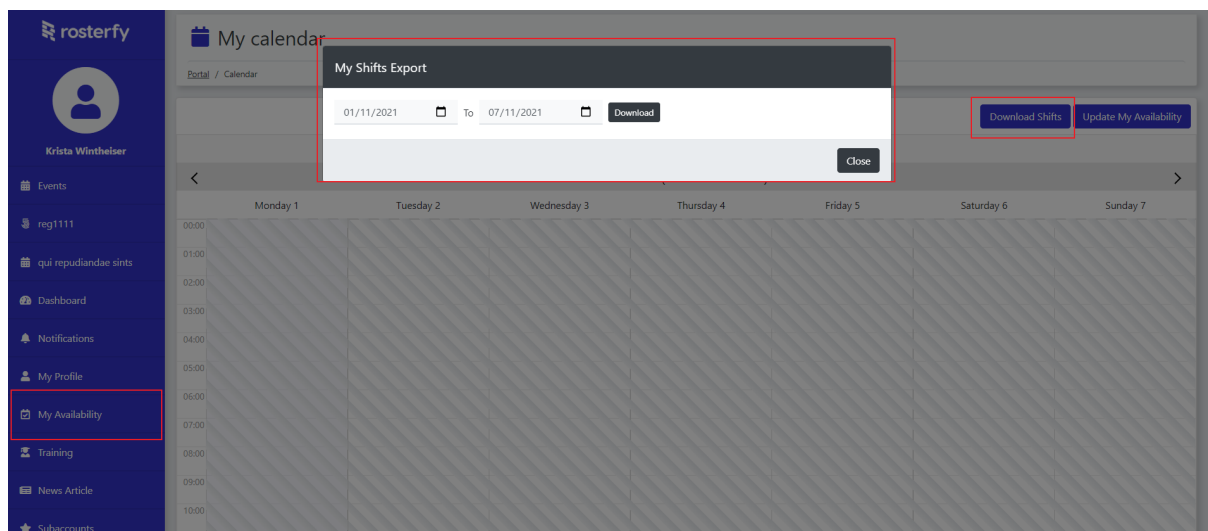 rosterfy
Krista Wintheiser
Events
reg1111
qui repudiandae sints
Dashboard
Notifications
My Profile
My Availability
Training
News Article
Subaccounts
My calendar
Portal / Calendar
My Shifts Export
01/11/2021 To 07/11/2021 Download
Close
Download Shifts Update My Availability
Monday 1 Tuesday 2 Wednesday 3 Thursday 4 Friday 5 Saturday 6 Sunday 7
00:00
01:00
02:00
03:00
04:00
05:00
06:00
07:00
08:00
09:00
10:00